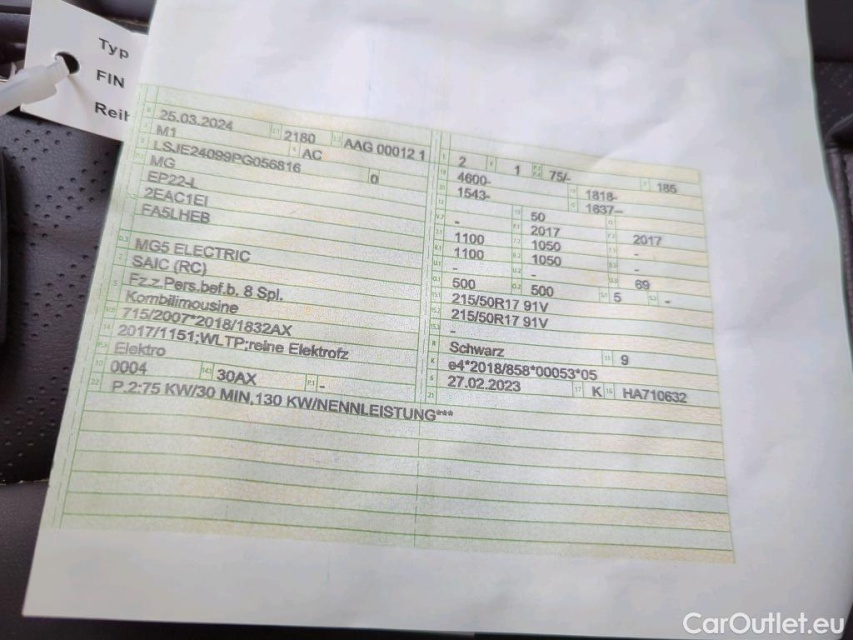 Typ
FIN
Reih
25.03.2024 2180 AAG 00012 1
M1 AC
LSJE24099PG056816 0
MG
EP22-L
2EAC1EI
FA5LHEB
MG5 ELECTRIC
SAIC (RC)
Fz.z.Pers.bef.b. 8 Spl.
Kombilimousine
715/2007*2018/1832AX
2017/1151;WLTP;reine Elektrofz
Elektro
0004 30AX -
P.2:75 KW/30 MIN,130 KW/NENNLEISTUNG***
2 1 75/- 185
4600- 1818-
1543- 1637-
- 50
2017 2017
1100 1050 -
1100 1050 -
- - 69
500 500 5 -
215/50R17 91V
215/50R17 91V
-
Schwarz 9
e4*2018/858*00053*05
27.02.2023 K HA710632
CarOutlet.eu